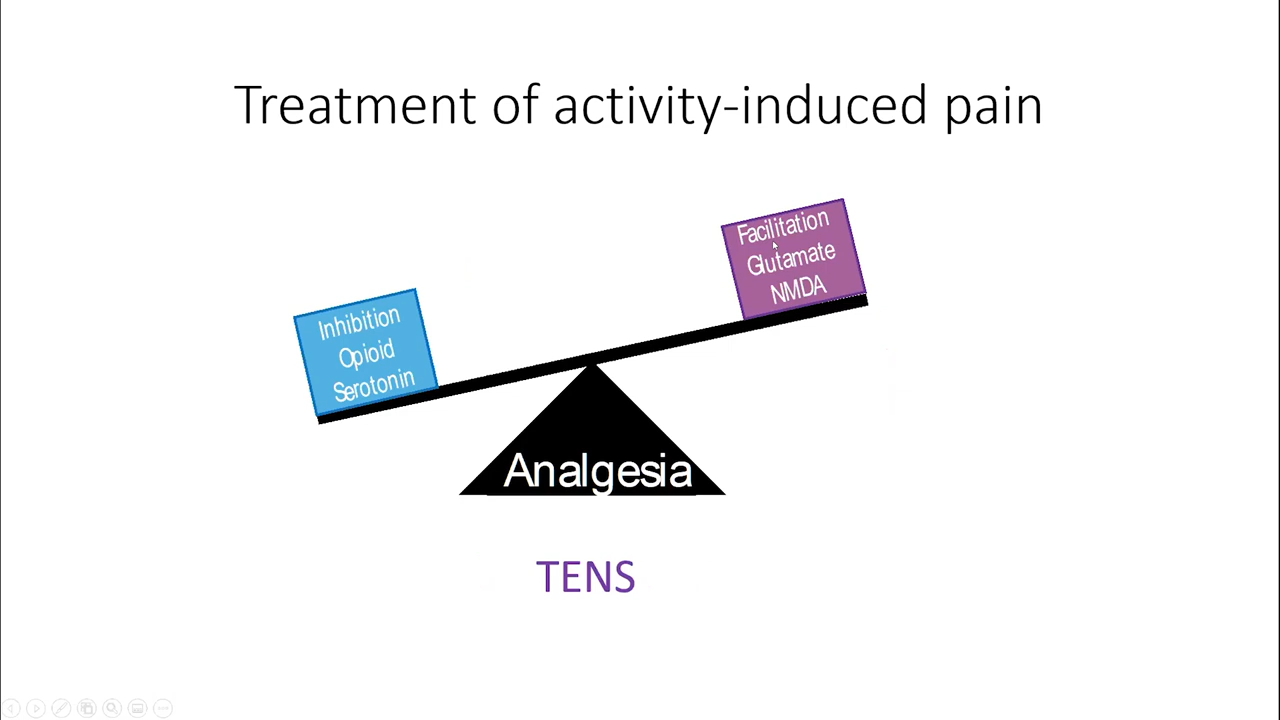 Treatment of activity-induced pain
Facilitation
Glutamate
NMDA
Inhibition
Opioid
Serotonin
Analgesia
TENS